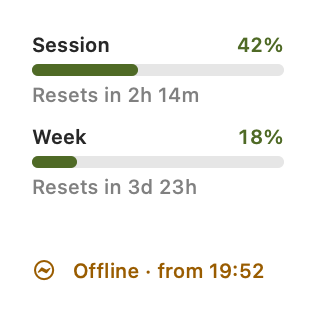 Session 42%
Resets in 2h 14m
Week 18%
Resets in 3d 23h
Offline · from 19:52